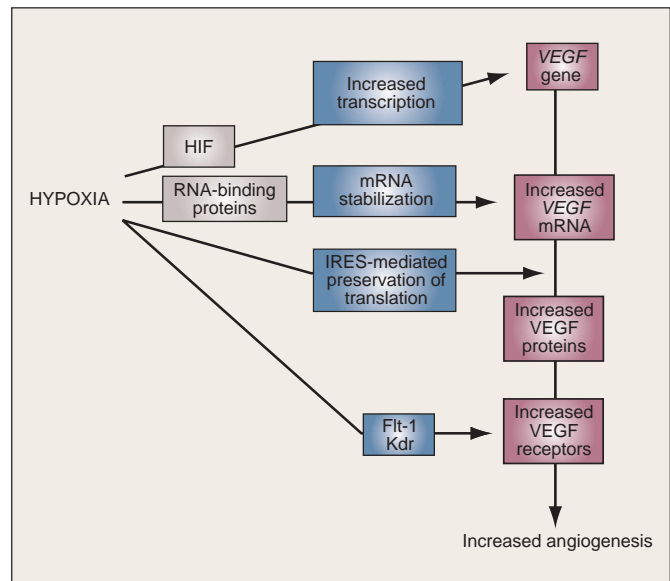 VEGF
gene
Increased
transcription
HIF
HYPOXIA
RNA-binding
proteins
mRNA
stabilization
Increased
VEGF
mRNA
IRES-mediated
preservation of
translation
Increased
VEGF
proteins
Flt-1
Kdr
Increased
VEGF
receptors
Increased angiogenesis